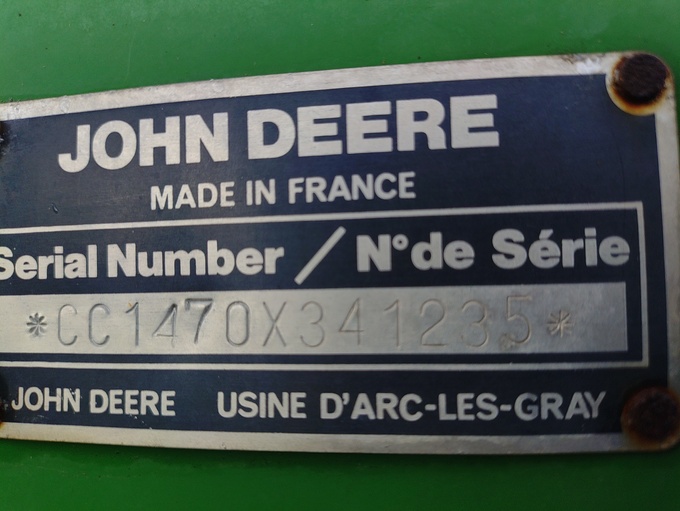 JOHN DEERE
MADE IN FRANCE
Serial Number / N° de Série
*CC1470X341235*
JOHN DEERE USINE D'ARC-LES-GRAY